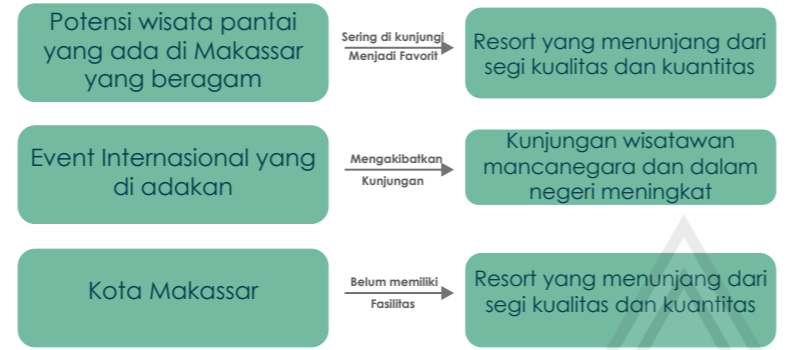 Potensi wisata pantai
yang ada di Makassar
yang beragam
Sering di kunjungi
Menjadi Favorit
Resort yang menunjang dari
segi kualitas dan kuantitas
Event Internasional yang
di adakan
Mengakibatkan
Kunjungan
Kunjungan wisatawan
mancanegara dan dalam
negeri meningkat
Kota Makassar
Belum memiliki
Fasilitas
Resort yang menunjang dari
segi kualitas dan kuantitas